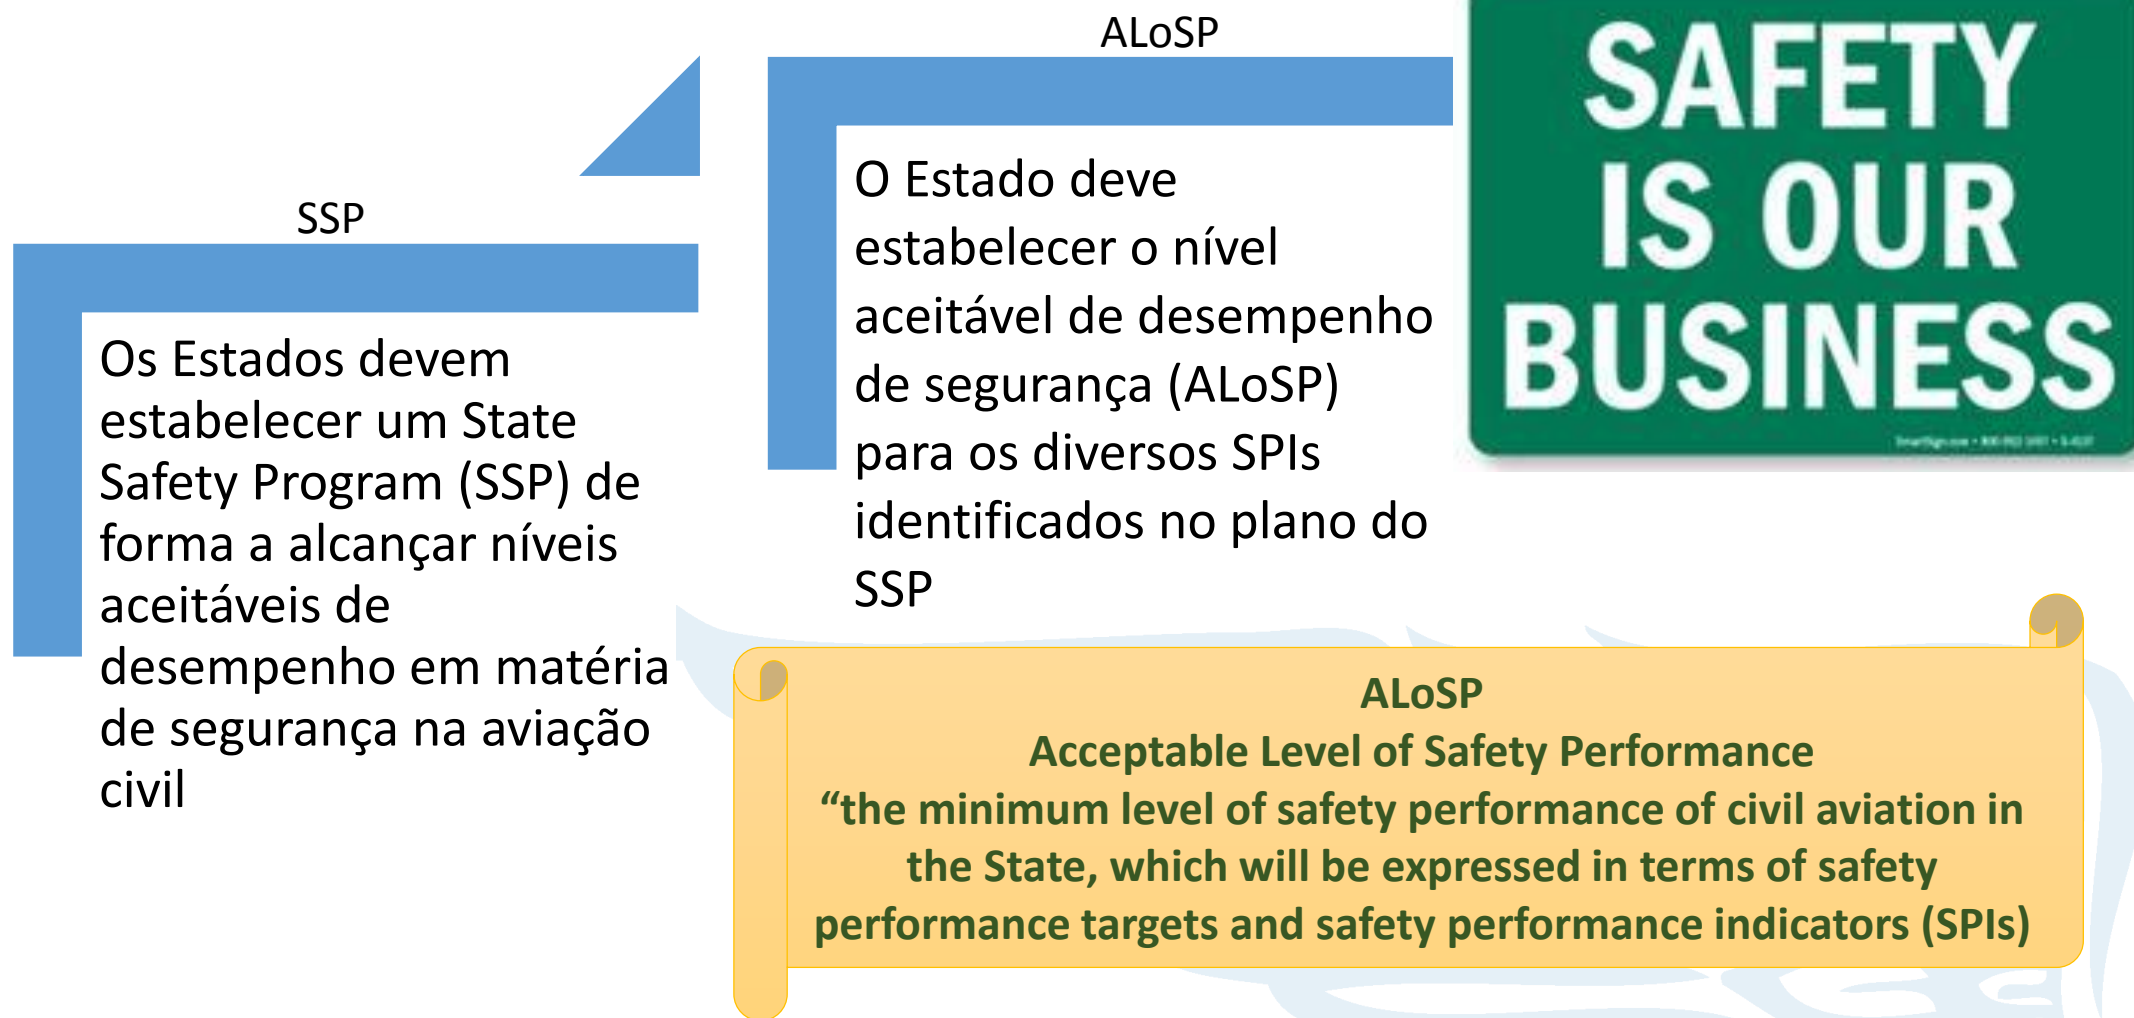 SSP
Os Estados devem
estabelecer um State
Safety Program (SSP) de
forma a alcançar níveis
aceitáveis de
desempenho em matéria
de segurança na aviação
civil
ALoSP
O Estado deve
estabelecer o nível
aceitável de desempenho
de segurança (ALoSP)
para os diversos SPIs
identificados no plano do
SSP
SAFETY
IS OUR
BUSINESS
ALoSP
Acceptable Level of Safety Performance
“the minimum level of safety performance of civil aviation in
the State, which will be expressed in terms of safety
performance targets and safety performance indicators (SPIs)